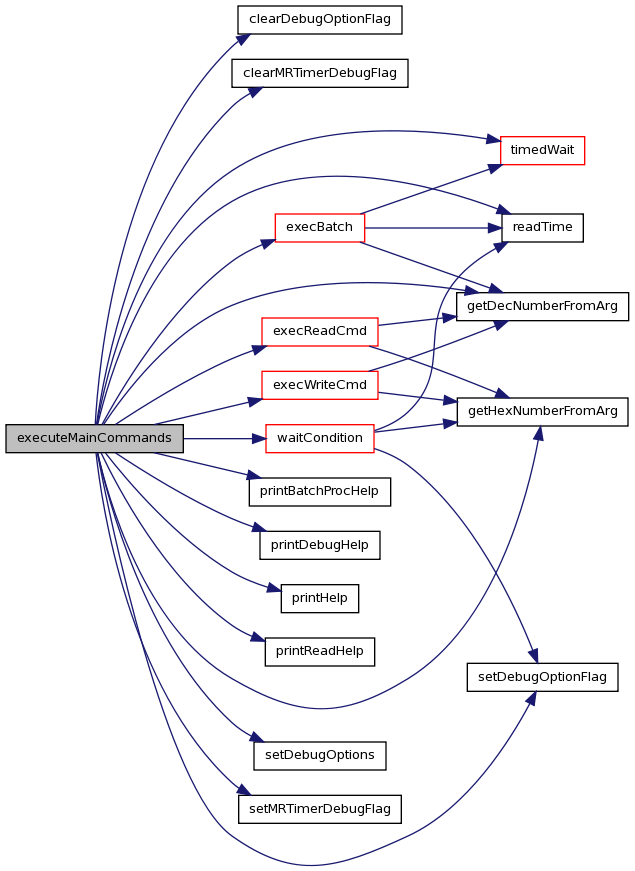 clearDebugOptionFlag
clearMRTimerDebugFlag
timedWait
execBatch
readTime
getDecNumberFromArg
execReadCmd
execWriteCmd
getHexNumberFromArg
executeMainCommands
waitCondition
printBatchProcHelp
printDebugHelp
printHelp
printReadHelp
setDebugOptionFlag
setDebugOptions
setMRTimerDebugFlag